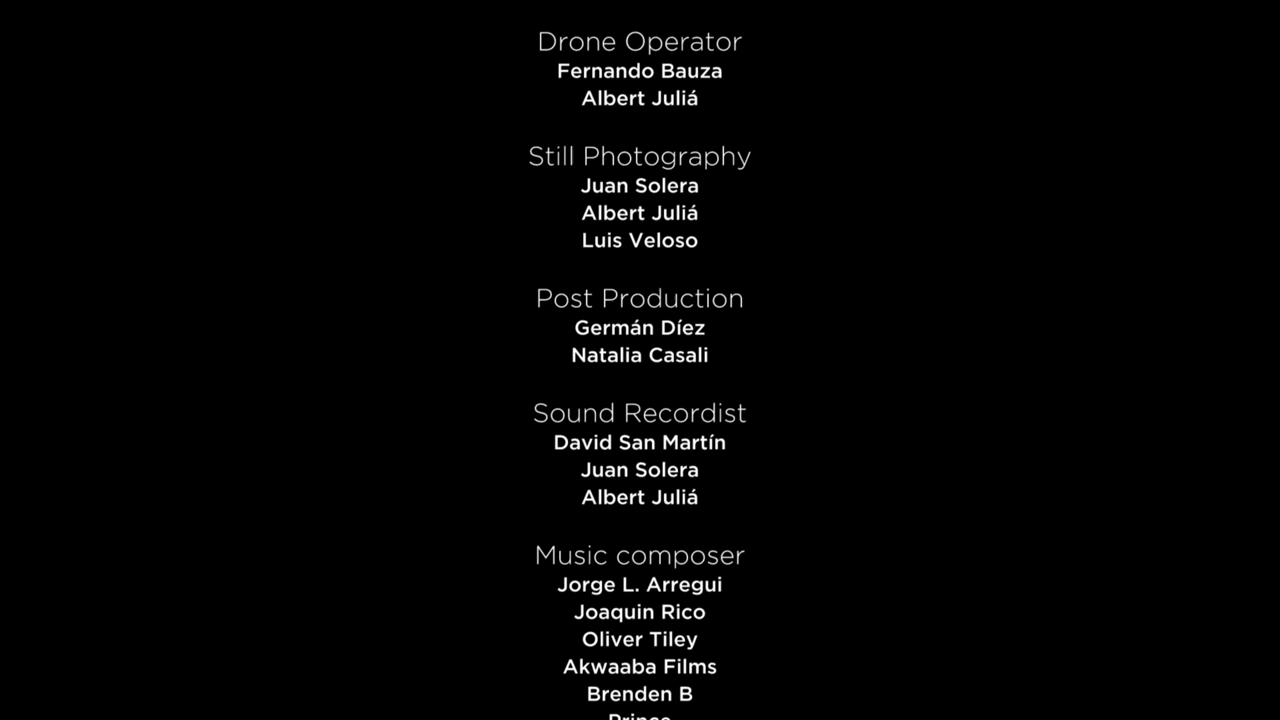 Drone Operator
Fernando Bauza
Albert Juliá
Still Photography
Juan Solera
Albert Juliá
Luis Veloso
Post Production
Germán Díez
Natalia Casali
Sound Recordist
David San Martín
Juan Solera
Albert Juliá
Music composer
Jorge L. Arregui
Joaquin Rico
Oliver Tiley
Akwaaba Films
Brenden B
Prince